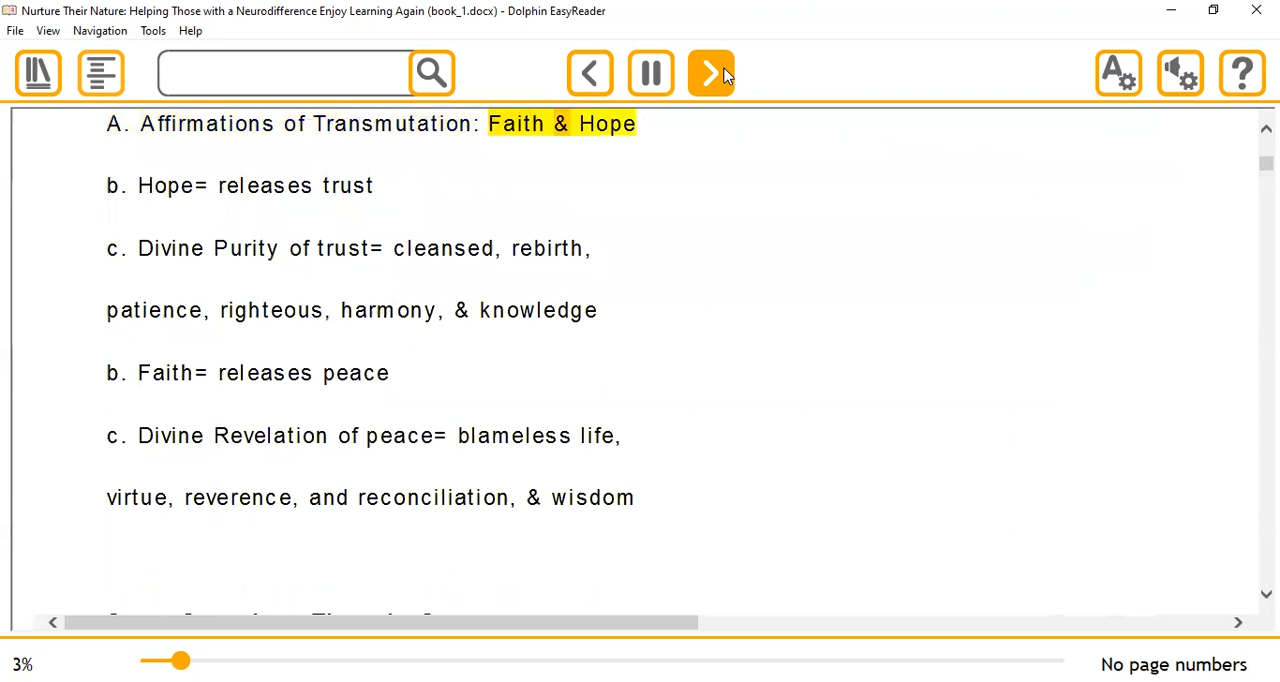 Nurture Their Nature: Helping Those with a Neurodifference Enjoy Learning Again (book_1.docx) - Dolphin EasyReader
File View Navigation Tools Help
A. Affirmations of Transmutation: Faith & Hope
b. Hope= releases trust
c. Divine Purity of trust= cleansed, rebirth,
patience, righteous, harmony, & knowledge
b. Faith= releases peace
c. Divine Revelation of peace= blameless life,
virtue, reverence, and reconciliation, & wisdom
3%
No page numbers